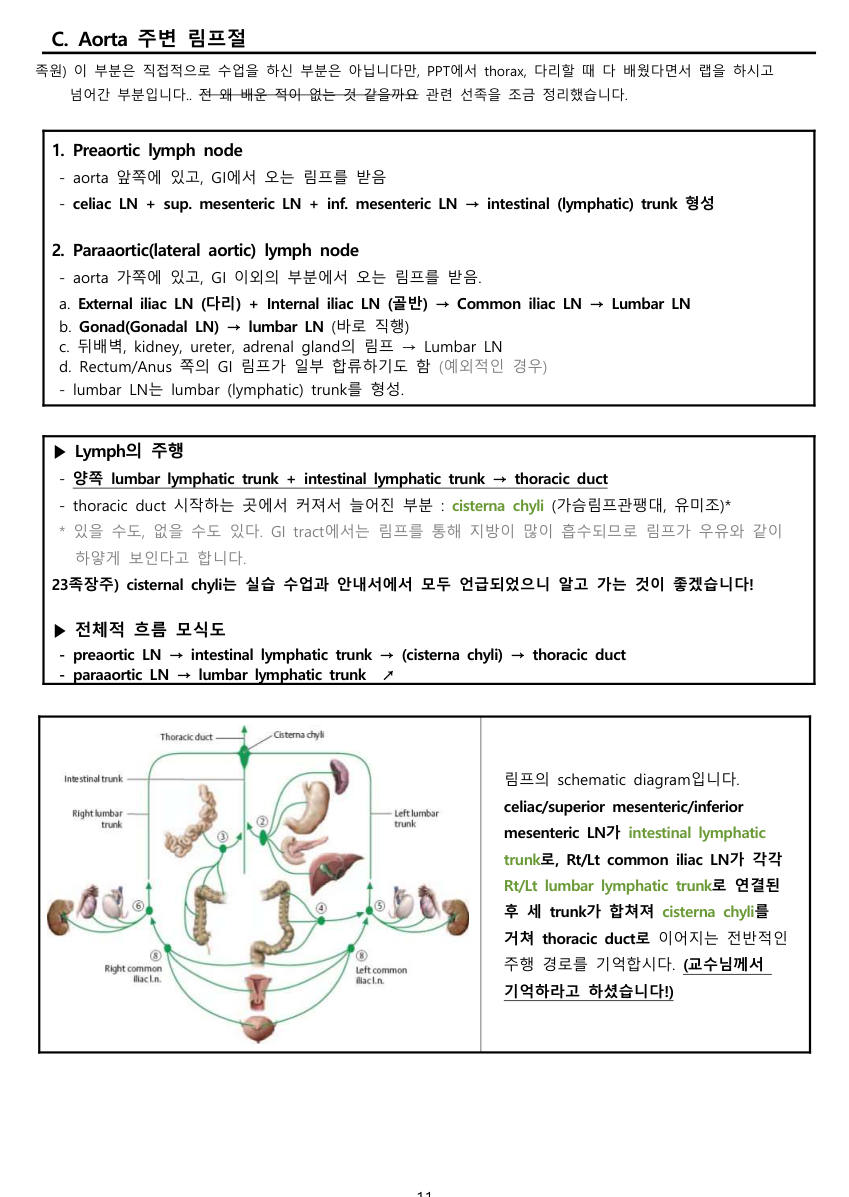 C. Aorta 주변 림프절
족원) 이 부분은 직접적으로 수업을 하신 부분은 아닙니다만, PPT에서 thorax, 다리할 때 다 배웠다면서 랩을 하시고
넘어간 부분입니다.. 전 왜 배운 적이 없는 것 같을까요 관련 선족을 조금 정리했습니다.
1. Preaortic lymph node
- aorta 앞쪽에 있고, GI에서 오는 림프를 받음
- celiac LN + sup. mesenteric LN + inf. mesenteric LN → intestinal (lymphatic) trunk 형성
2. Paraaortic(lateral aortic) lymph node
- aorta 가쪽에 있고, GI 이외의 부분에서 오는 림프를 받음.
a. External iliac LN (다리) + Internal iliac LN (골반) → Common iliac LN → Lumbar LN
b. Gonad(Gonadal LN) → lumbar LN (바로 직행)
c. 뒤배벽, kidney, ureter, adrenal gland의 림프 → Lumbar LN
d. Rectum/Anus 쪽의 GI 림프가 일부 합류하기도 함 (예외적인 경우)
- lumbar LN는 lumbar (lymphatic) trunk를 형성.
▶ Lymph의 주행
- 양쪽 lumbar lymphatic trunk + intestinal lymphatic trunk → thoracic duct
- thoracic duct 시작하는 곳에서 커져서 늘어진 부분 : cisterna chyli (가슴림프관팽대, 유미조)*
* 있을 수도, 없을 수도 있다. GI tract에서는 림프를 통해 지방이 많이 흡수되므로 림프가 우유와 같이
하얗게 보인다고 합니다.
23족장주) cisternal chyli는 실습 수업과 안내서에서 모두 언급되었으니 알고 가는 것이 좋겠습니다!
▶ 전체적 흐름 모식도
- preaortic LN → intestinal lymphatic trunk → (cisterna chyli) → thoracic duct
- paraaortic LN → lumbar lymphatic trunk ↗
Thoracic duct
Cisterna chyli
Intestinal trunk
Right lumbar
trunk
Left lumbar
trunk
②
③
④
⑥
⑤
⑧
⑧
Right common
iliac l.n.
Left common
iliac l.n.
림프의 schematic diagram입니다.
celiac/superior mesenteric/inferior
mesenteric LN가 intestinal lymphatic
trunk로, Rt/Lt common iliac LN가 각각
Rt/Lt lumbar lymphatic trunk로 연결된
후 세 trunk가 합쳐져 cisterna chyli를
거쳐 thoracic duct로 이어지는 전반적인
주행 경로를 기억합시다. (교수님께서
기억하라고 하셨습니다!)
11